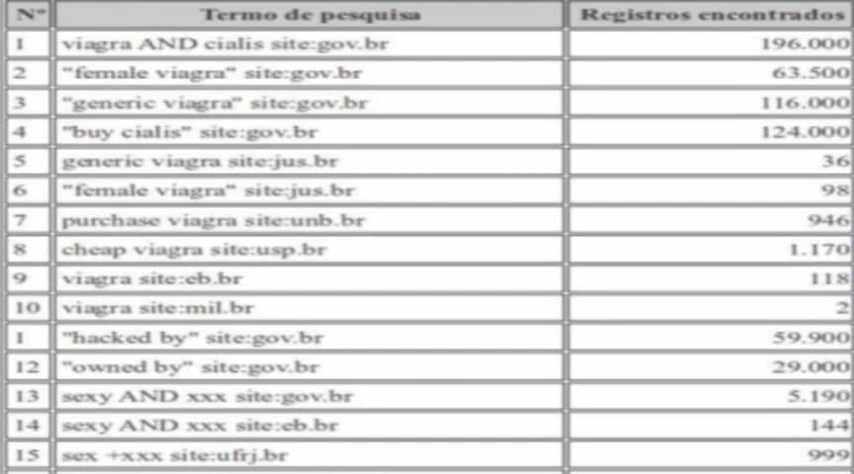 Nº Termo de pesquisa Registros encontrados
1 viagra AND cialis site:gov.br 196.000
2 "female viagra" site:gov.br 63.500
3 "generic viagra" site:gov.br 116.000
4 "buy cialis" site:gov.br 124.000
5 generic viagra site:jus.br 36
6 "female viagra" site:jus.br 98
7 purchase viagra site:unb.br 946
8 cheap viagra site:usp.br 1.170
9 viagra site:eb.br 118
10 viagra site:mil.br 2
1 "hacked by" site:gov.br 59.900
12 "owned by" site:gov.br 29.000
13 sexy AND xxx site:gov.br 5.190
14 sexy AND xxx site:eb.br 144
15 sex +xxx site:ufrj.br 999